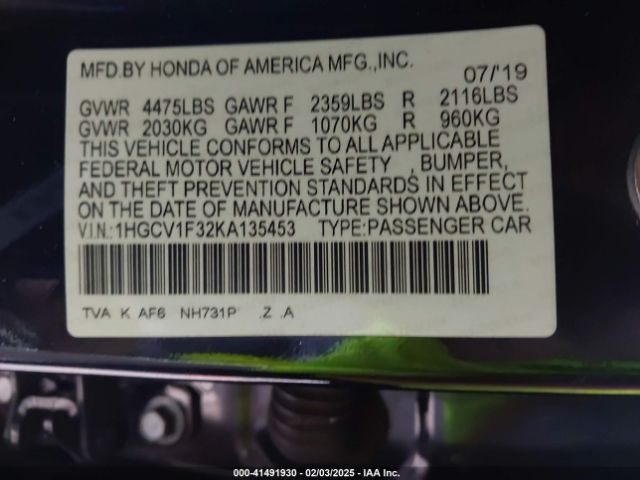 MFD.BY HONDA OF AMERICA MFG.,INC. 07/'19
GVWR 4475LBS GAWR F 2359LBS R 2116LBS
GVWR 2030KG GAWR F 1070KG R 960KG
THIS VEHICLE CONFORMS TO ALL APPLICABLE
FEDERAL MOTOR VEHICLE SAFETY , BUMPER,
AND THEFT PREVENTION STANDARDS IN EFFECT
ON THE DATE OF MANUFACTURE SHOWN ABOVE.
V.I.N.:1HGCV1F32KA135453 TYPE:PASSENGER CAR
TVA K AF6 NH731P .Z .A
000-41491930 - 02/03/2025 - IAA Inc.